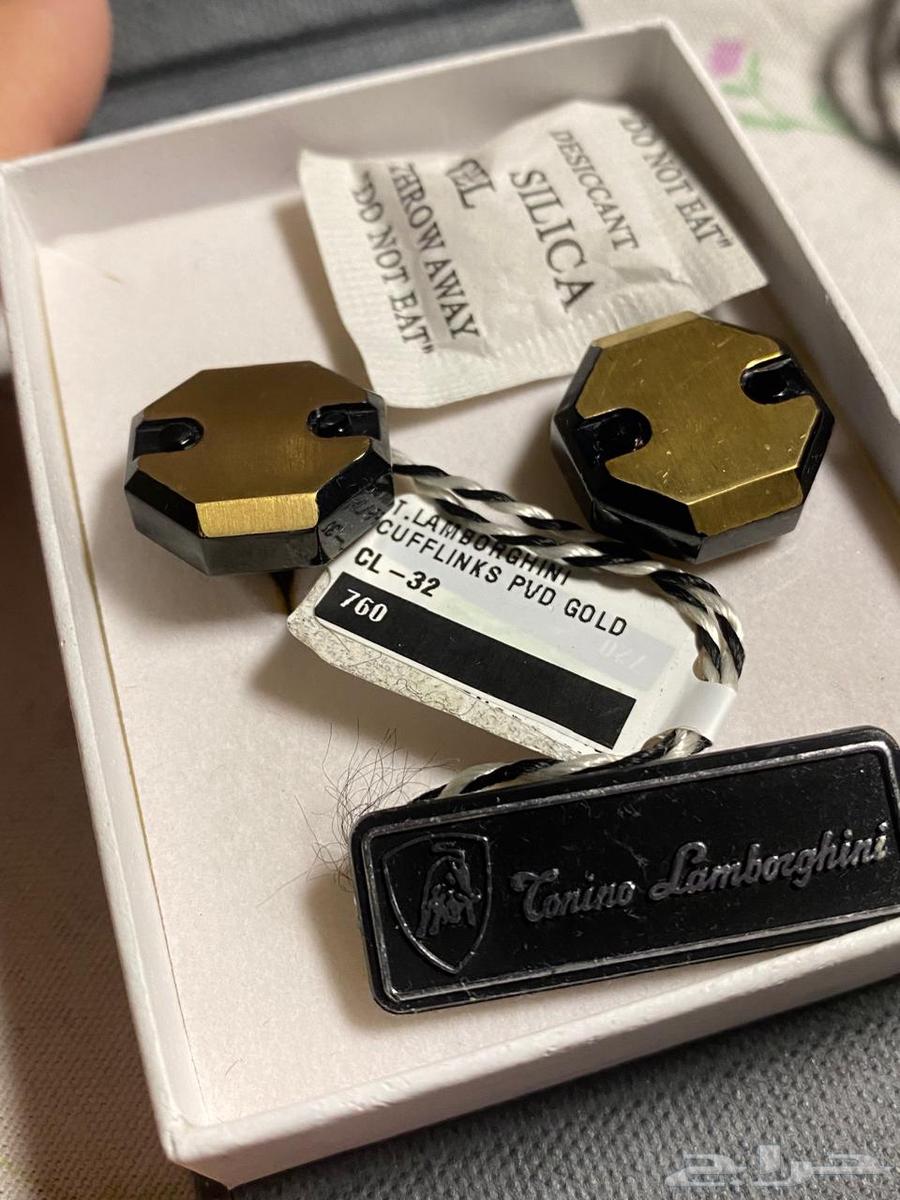 "DO NOT EAT"
DESICCANT
SILICA
GEL
THROW AWAY
"DO NOT EAT"
T.LAMBORGHINI
CUFFLINKS PVD GOLD
CL-32
760
Tonino Lamborghini
حراج